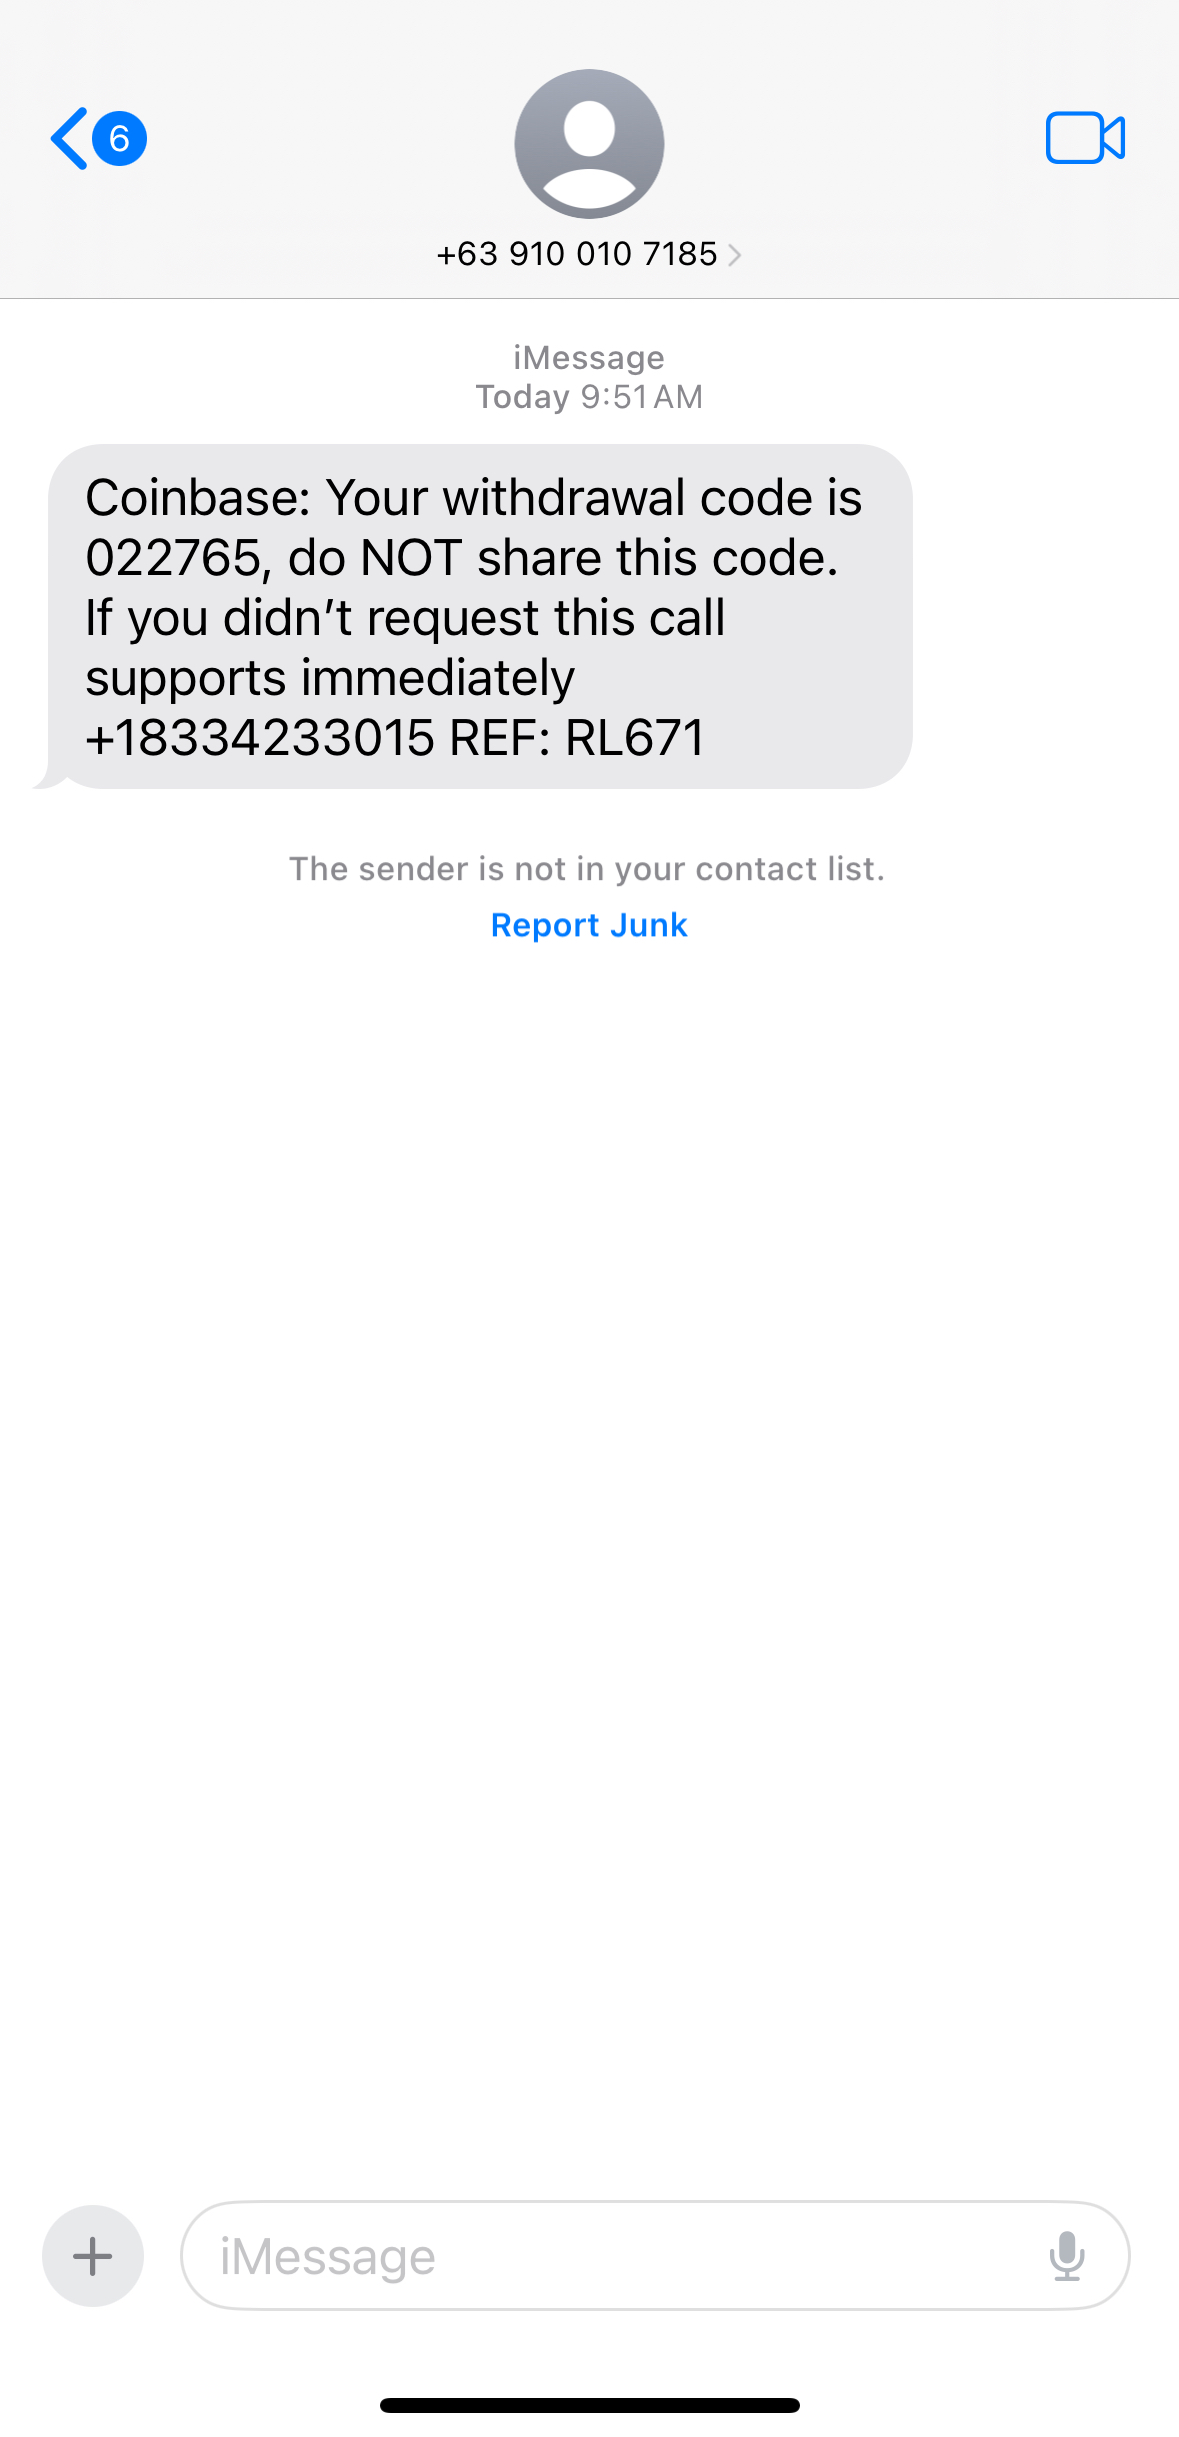 6
+63 910 010 7185
iMessage
Today 9:51 AM
Coinbase: Your withdrawal code is
022765, do NOT share this code.
If you didn’t request this call
supports immediately
+18334233015 REF: RL671
The sender is not in your contact list.
Report Junk
iMessage